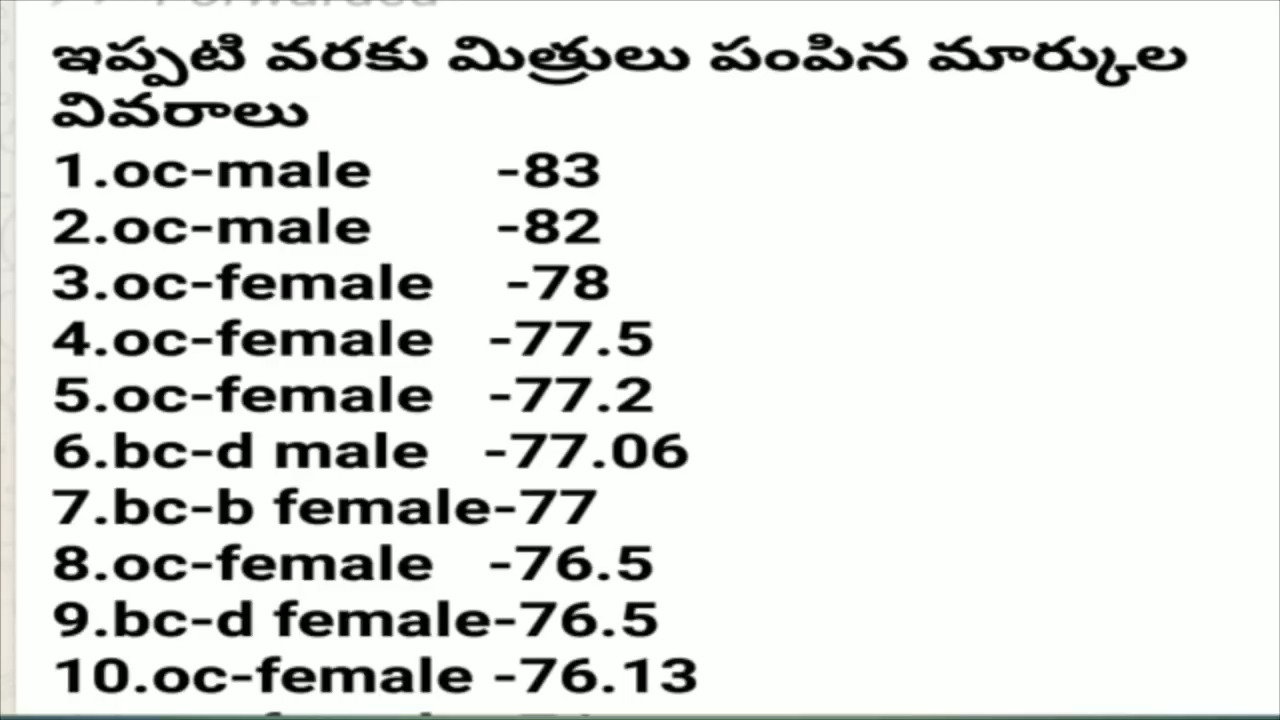 Forwarded
ఇప్పటి వరకు మిత్రులు పంపిన మార్కుల
వివరాలు
1.oc-male -83
2.oc-male -82
3.oc-female -78
4.oc-female -77.5
5.oc-female -77.2
6.bc-d male -77.06
7.bc-b female-77
8.oc-female -76.5
9.bc-d female-76.5
10.oc-female -76.13